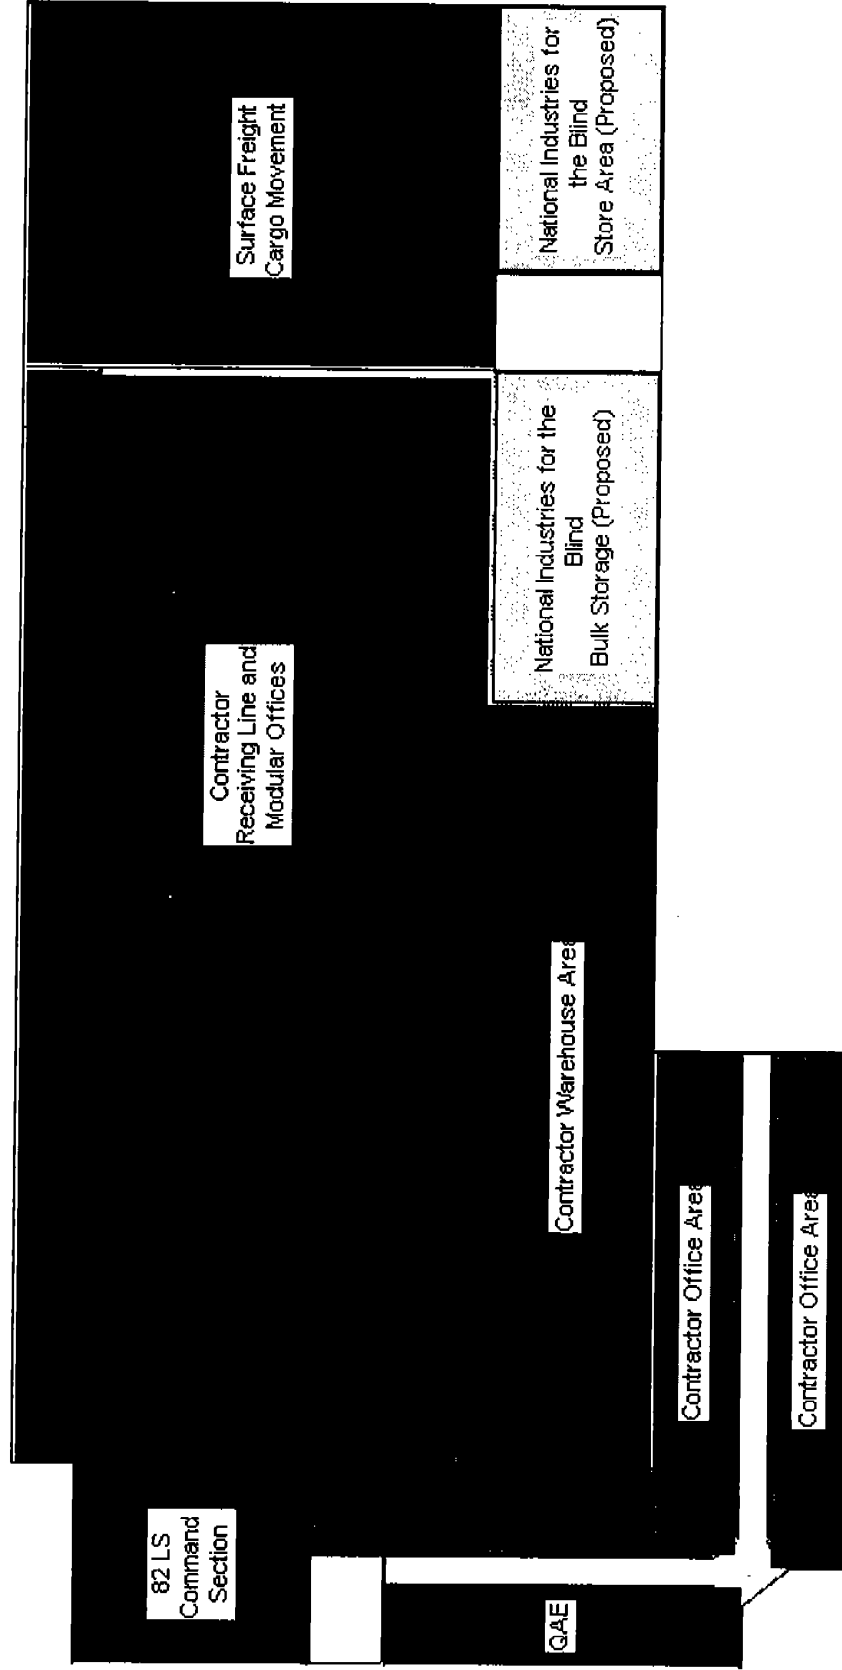 82 LS
Command
Section
QAE
Contractor
Receiving Line and
Modular Offices
Surface Freight
Cargo Movement
Contractor Warehouse Area
National Industries for the
Blind
Bulk Storage (Proposed)
National Industries for
the Blind
Store Area (Proposed)
Contractor Office Area
Contractor Office Area